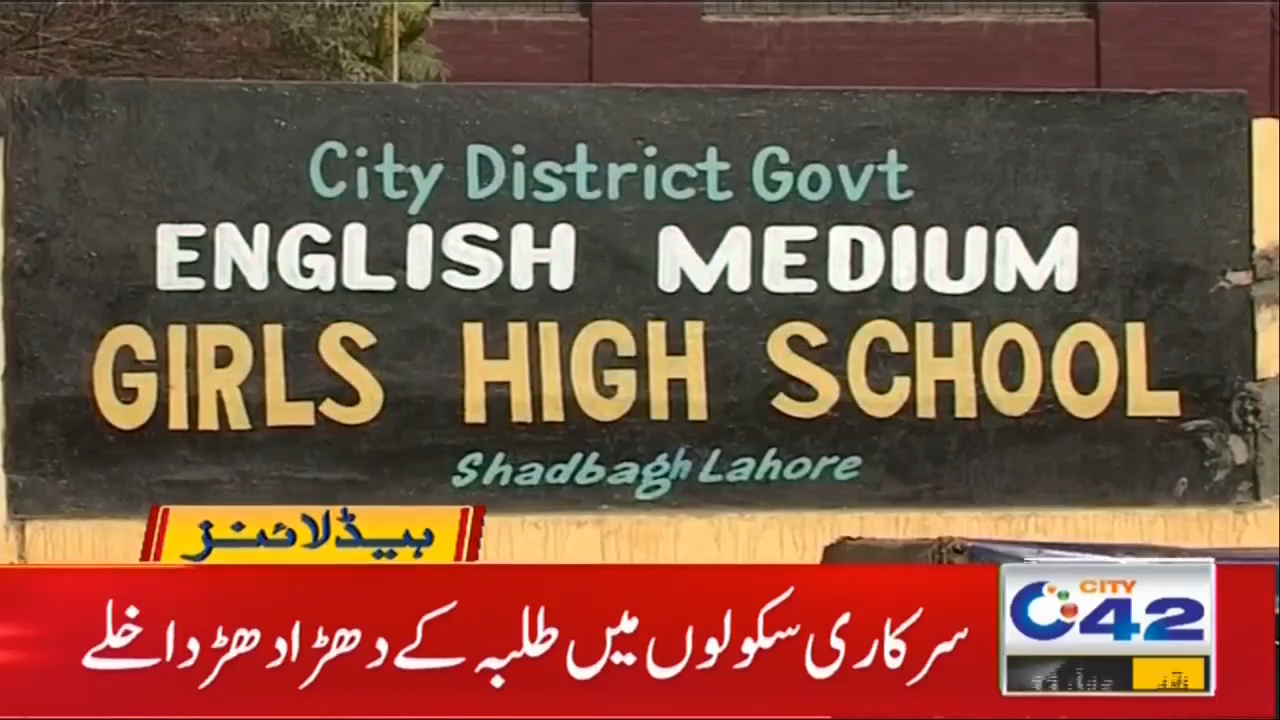 City District Govt
ENGLISH MEDIUM
GIRLS HIGH SCHOOL
Shadbagh Lahore
ہیڈلائنز
سرکاری سکولوں میں طلبہ کے دھڑا دھڑ داخلے
CITY
42